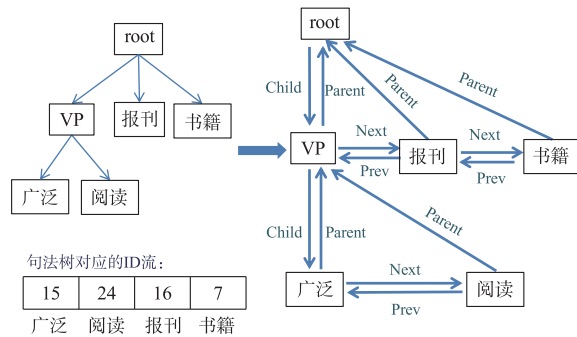 root
VP
报刊
书籍
广泛
阅读
句法树对应的ID流：
15 24 16 7
广泛 阅读 报刊 书籍
root
Child
Parent
Parent
Parent
VP
Next
Prev
报刊
Next
Prev
书籍
Child
Parent
Parent
广泛
Next
Prev
阅读